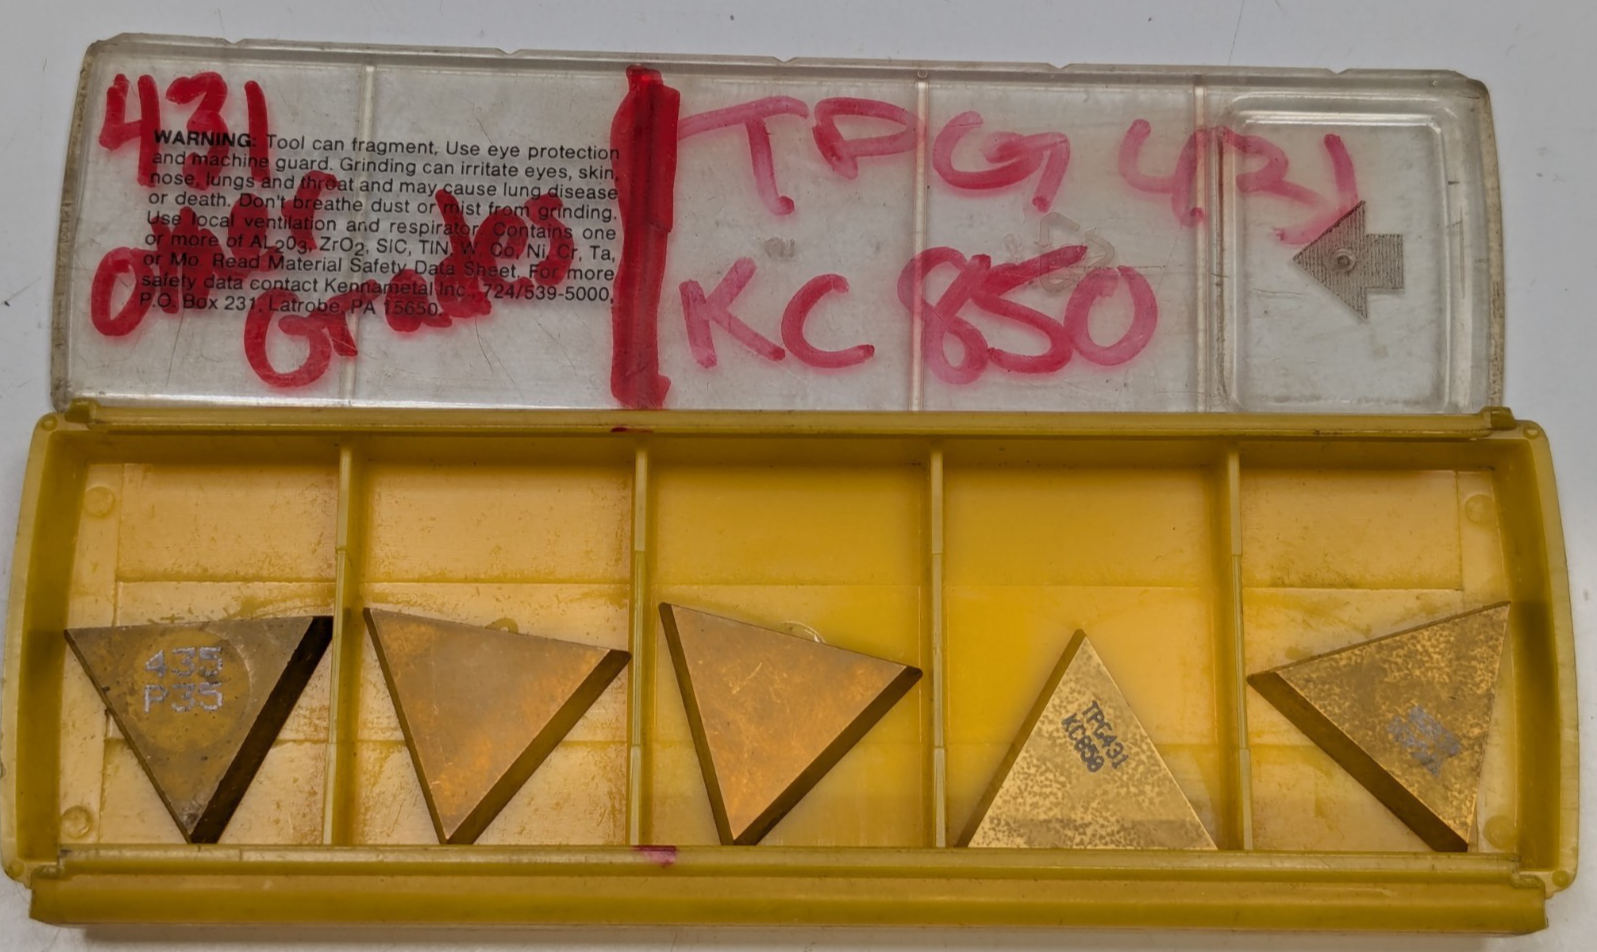 431
other
Grades
WARNING: Tool can fragment. Use eye protection
and machine guard. Grinding can irritate eyes, skin,
nose, lungs and throat and may cause lung disease
or death. Don't breathe dust or mist from grinding.
Use local ventilation and respirator. Contains one
or more of AL2O3, ZrO2, SIC, TIN, W, Co, Ni, Cr, Ta,
or Mo. Read Material Safety Data Sheet. For more
safety data contact Kennametal Inc., 724/539-5000,
P.O. Box 231, Latrobe, PA 15650.
TPG 431
KC 850
435
P35
TPG431
KC850